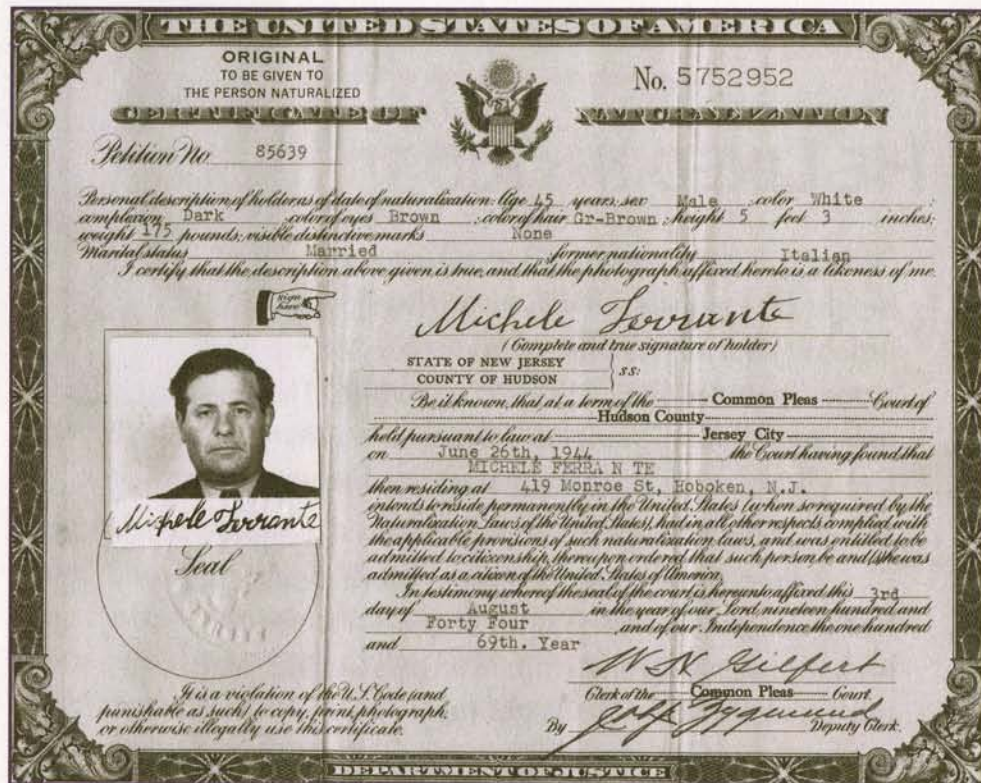 THE UNITED STATES OF AMERICA
ORIGINAL
TO BE GIVEN TO
THE PERSON NATURALIZED
No. 5752952
CERTIFICATE OF NATURALIZATION
Petition No. 85639
Personal description of holder as of date of naturalization: Age 45 years; sex Male ; color White ;
complexion Dark ; color of eyes Brown ; color of hair Gr-Brown ; height 5 feet 3 inches;
weight 175 pounds; visible distinctive marks None
Marital status Married ; former nationality Italian
I certify that the description above given is true, and that the photograph affixed hereto is a likeness of me.
Sign here
Michele Ferrante
(Complete and true signature of holder)
STATE OF NEW JERSEY
COUNTY OF HUDSON
ss:
Be it known, that at a term of the Common Pleas Court of
Hudson County
held pursuant to law at Jersey City
on June 26th, 1944 the Court having found that
MICHELE FERRA N TE
then residing at 419 Monroe St, Hoboken, N.J.
intends to reside permanently in the United States (when so required by the
Naturalization Laws of the United States), had in all other respects complied with
the applicable provisions of such naturalization laws, and was entitled to be
admitted to citizenship, thereupon ordered that such person be and (s)he was
admitted as a citizen of the United States of America.
Michele Ferrante
Seal
In testimony whereof the seal of the court is hereunto affixed this 3rd
day of August in the year of our Lord nineteen hundred and
Forty Four and of our Independence the one hundred
and 69th. Year
W N Gilfert
Clerk of the Common Pleas Court.
By Deputy Clerk.
It is a violation of the U.S. Code (and
punishable as such) to copy, print, photograph,
or otherwise illegally use this certificate.
DEPARTMENT OF JUSTICE